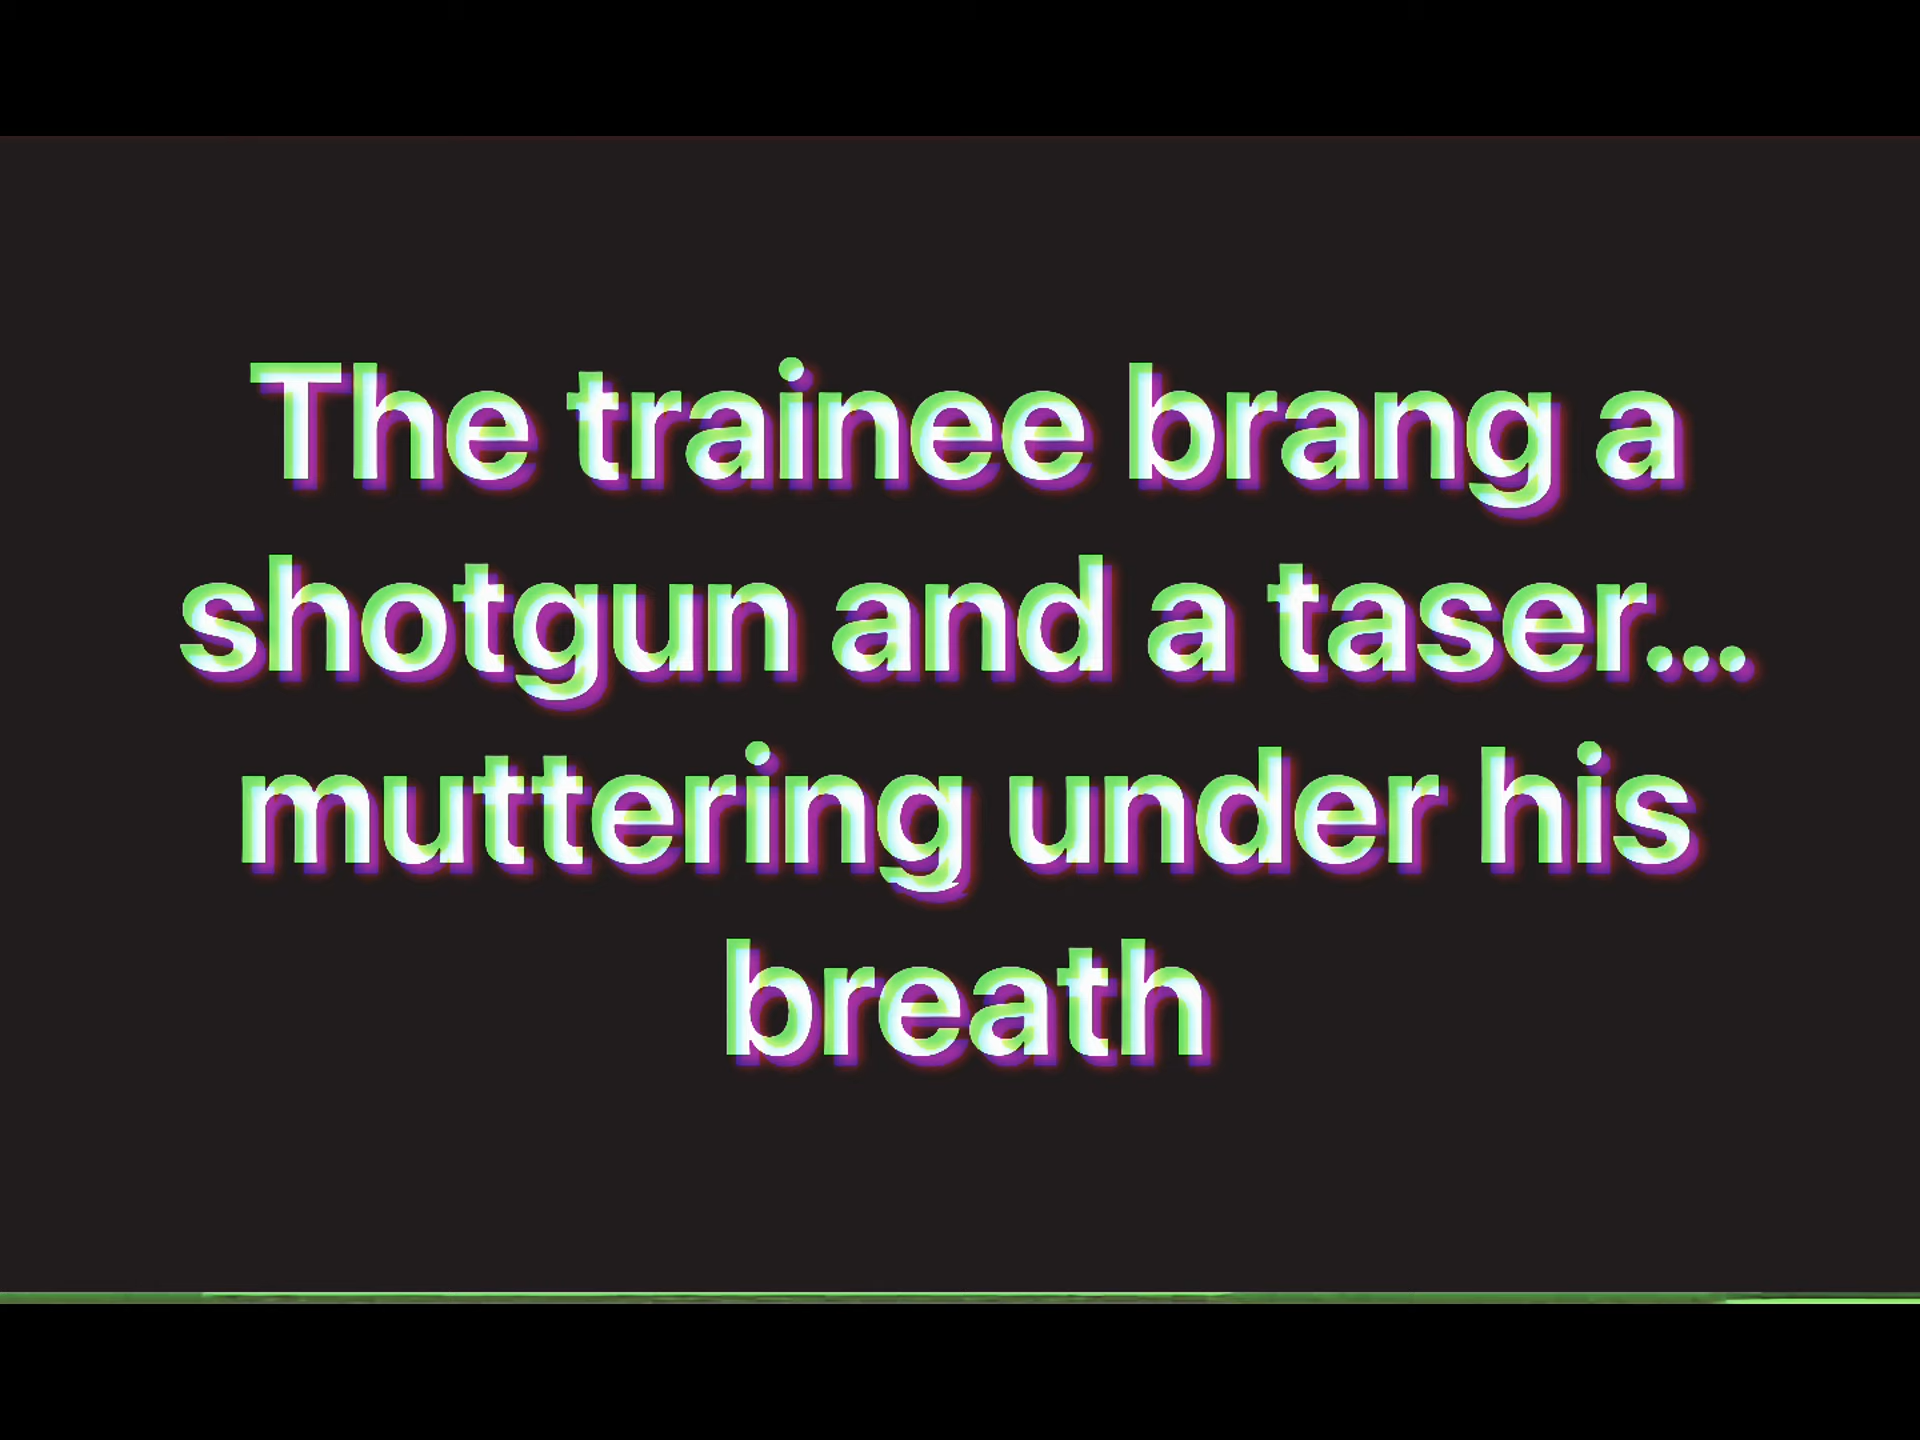 The trainee brang a
shotgun and a taser...
muttering under his
breath